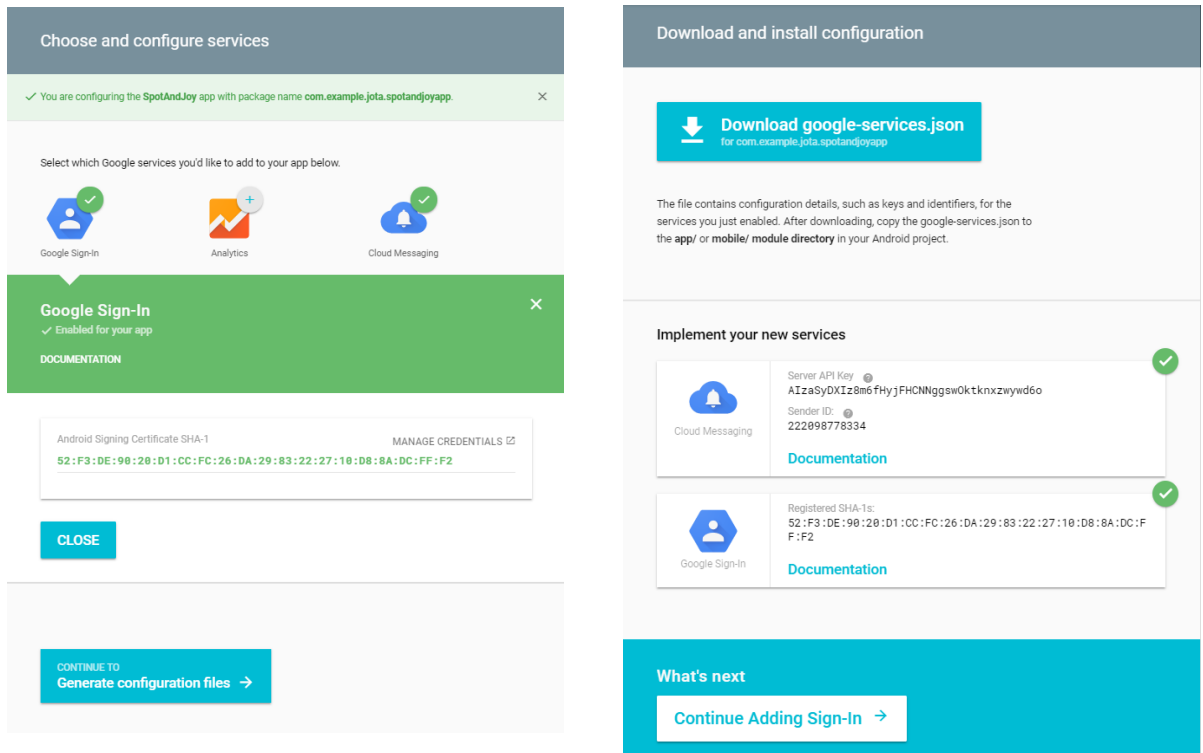 Choose and configure services
You are configuring the SpotAndJoy app with package name com.example.jota.spotandjoyapp.
Select which Google services you'd like to add to your app below.
Google Sign-In
Analytics
Cloud Messaging
Google Sign-In
Enabled for your app
DOCUMENTATION
Android Signing Certificate SHA-1
MANAGE CREDENTIALS
52:F3:DE:90:20:D1:CC:FC:26:DA:29:83:22:27:10:D8:8A:DC:FF:F2
CLOSE
CONTINUE TO
Generate configuration files
Download and install configuration
Download google-services.json
for com.example.jota.spotandjoyapp
The file contains configuration details, such as keys and identifiers, for the
services you just enabled. After downloading, copy the google-services.json to
the app/ or mobile/ module directory in your Android project.
Implement your new services
Cloud Messaging
Server API Key
AIzaSyDXIz8m6fHyjFHCNNggswOktknxzwywd6o
Sender ID:
222098778334
Documentation
Google Sign-In
Registered SHA-1s:
52:F3:DE:90:20:D1:CC:FC:26:DA:29:83:22:27:10:D8:8A:DC:F
F:F2
Documentation
What's next
Continue Adding Sign-In